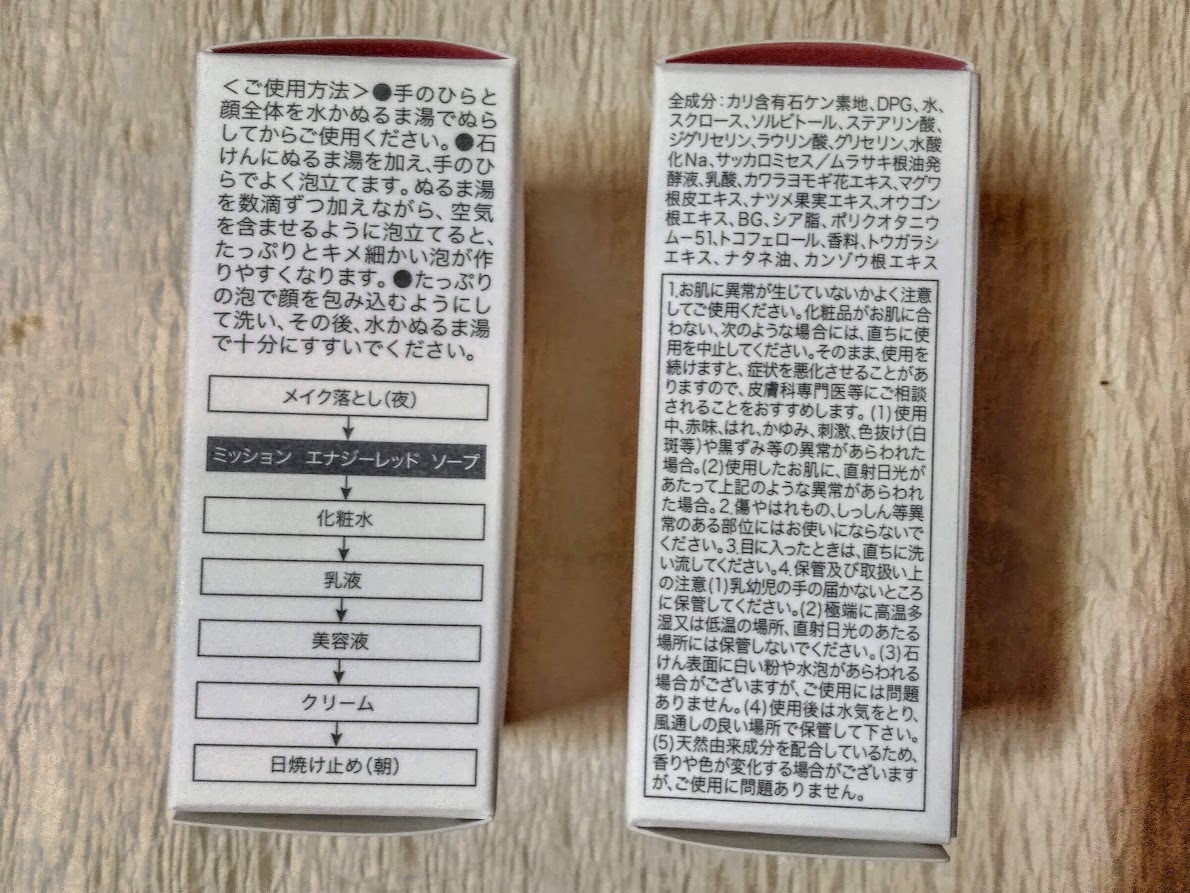 ＜ご使用方法＞●手のひらと
顔全体を水かぬるま湯でぬら
してからご使用ください。●石
けんにぬるま湯を加え、手のひ
らでよく泡立てます。ぬるま湯
を数滴ずつ加えながら、空気
を含ませるように泡立てると、
たっぷりとキメ細かい泡が作
りやすくなります。●たっぷり
の泡で顔を包み込むようにし
て洗い、その後、水かぬるま湯
で十分にすすいでください。
メイク落とし(夜)
ミッション エナジーレッド ソープ
化粧水
乳液
美容液
クリーム
日焼け止め(朝)
全成分：カリ含有石ケン素地、DPG、水、
スクロース、ソルビトール、ステアリン酸、
ジグリセリン、ラウリン酸、グリセリン、水酸
化Na、サッカロミセス／ムラサキ根油発
酵液、乳酸、カワラヨモギ花エキス、マグワ
根皮エキス、ナツメ果実エキス、オウゴン
根エキス、BG、シア脂、ポリクオタニウ
ムー51、トコフェロール、香料、トウガラシ
エキス、ナタネ油、カンゾウ根エキス
1.お肌に異常が生じていないかよく注意
してご使用ください。化粧品がお肌に合
わない、次のような場合には、直ちに使
用を中止してください。そのまま、使用を
続けますと、症状を悪化させることがあ
りますので、皮膚科専門医等にご相談
されることをおすすめします。(1)使用
中、赤味、はれ、かゆみ、刺激、色抜け(白
斑等)や黒ずみ等の異常があらわれた
場合。(2)使用したお肌に、直射日光が
あたって上記のような異常があらわれ
た場合。2.傷やはれもの、しっしん等異
常のある部位にはお使いにならないで
ください。3.目に入ったときは、直ちに洗
い流してください。4.保管及び取扱い上
の注意(1)乳幼児の手の届かないところ
に保管してください。(2)極端に高温多
湿又は低温の場所、直射日光のあたる
場所には保管しないでください。(3)石
けん表面に白い粉や水泡があらわれる
場合がございますが、ご使用には問題
ありません。(4)使用後は水気をとり、
風通しの良い場所で保管して下さい。
(5)天然由来成分を配合しているため、
香りや色が変化する場合がございます
が、ご使用に問題ありません。